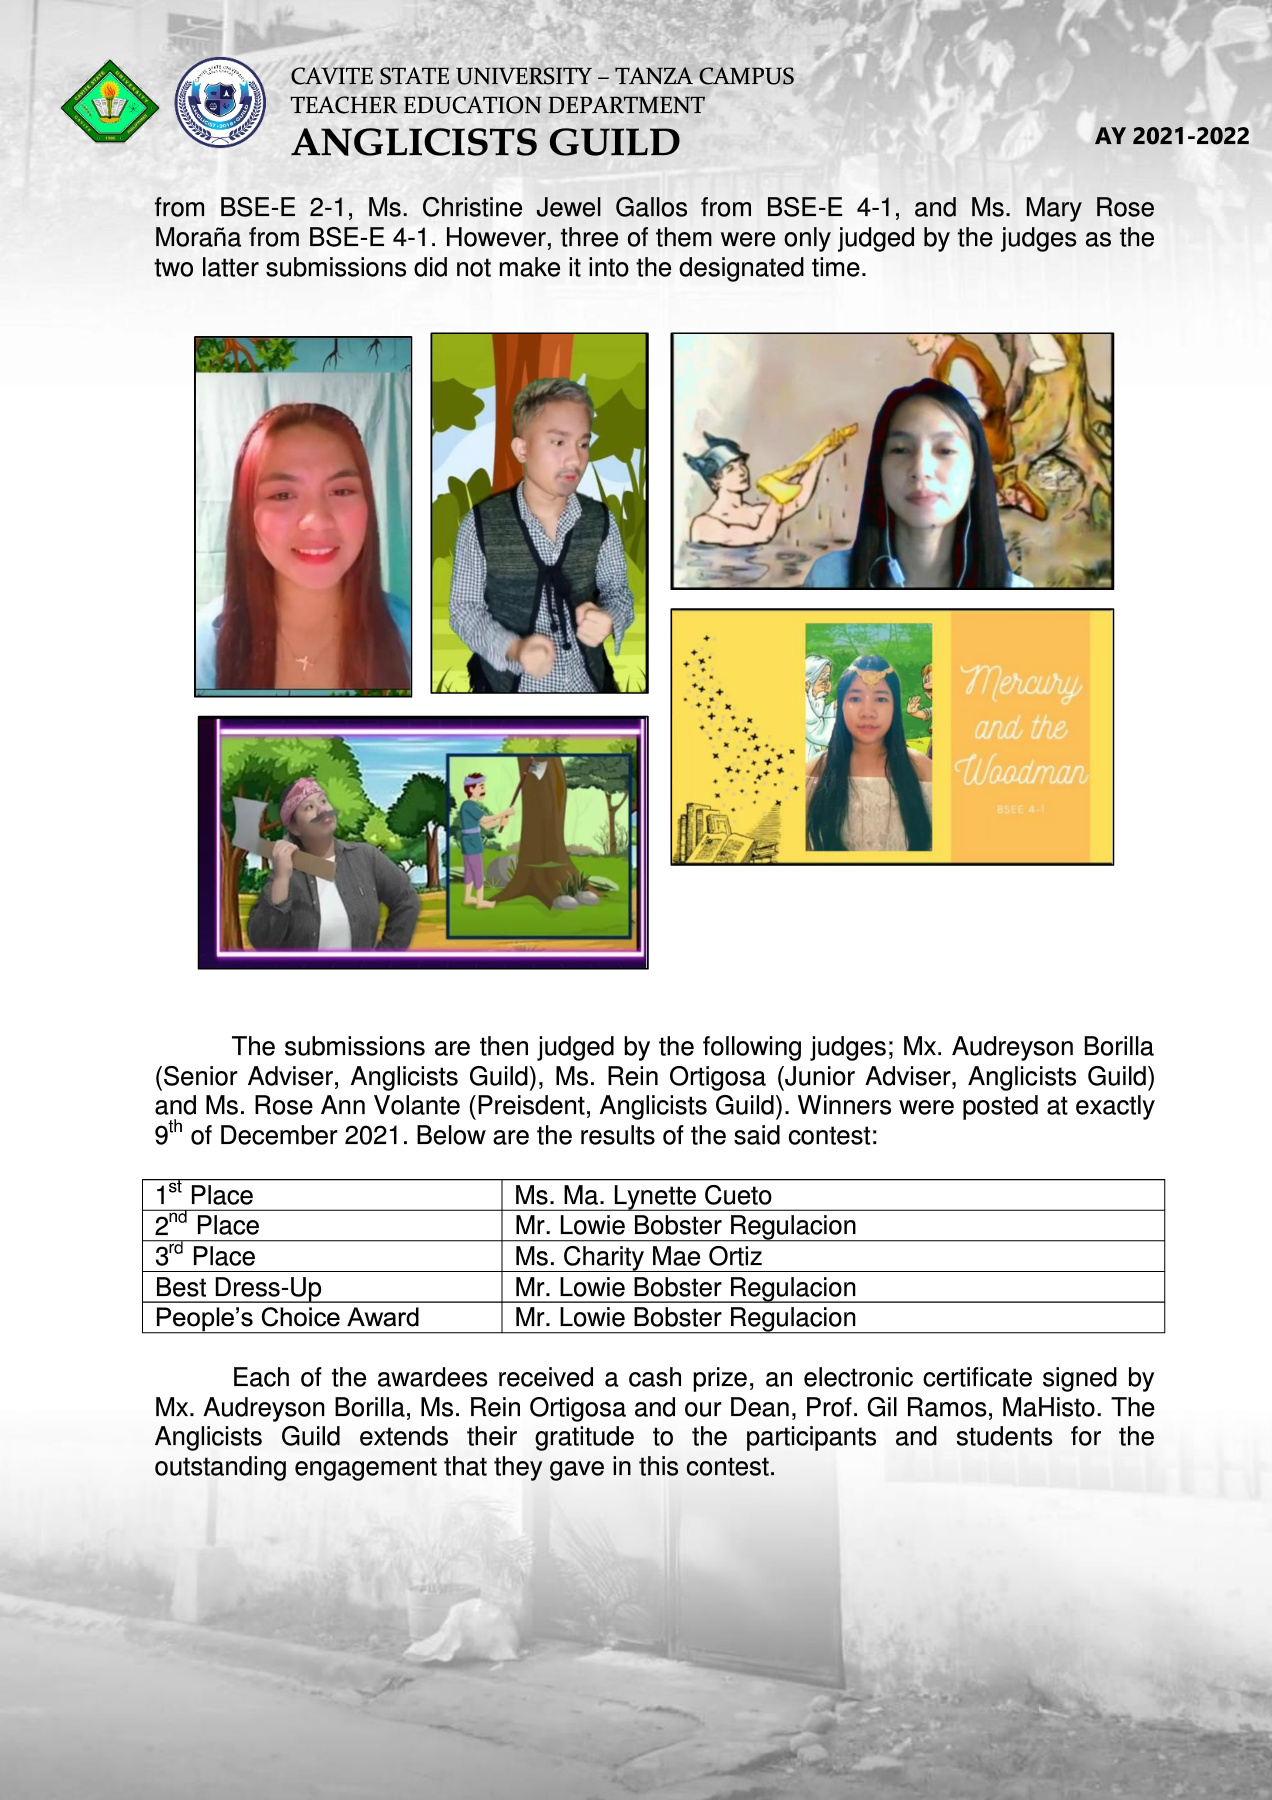 CAVITE STATE UNIVERSITY – TANZA CAMPUS
TEACHER EDUCATION DEPARTMENT
ANGLICISTS GUILD
AY 2021-2022
from BSE-E 2-1, Ms. Christine Jewel Gallos from BSE-E 4-1, and Ms. Mary Rose
Moraña from BSE-E 4-1. However, three of them were only judged by the judges as the
two latter submissions did not make it into the designated time.
Mercury
and the
Woodman
BSEE 4-1
The submissions are then judged by the following judges; Mx. Audreyson Borilla
(Senior Adviser, Anglicists Guild), Ms. Rein Ortigosa (Junior Adviser, Anglicists Guild)
and Ms. Rose Ann Volante (Preisdent, Anglicists Guild). Winners were posted at exactly
9th of December 2021. Below are the results of the said contest:
1st Place Ms. Ma. Lynette Cueto
2nd Place Mr. Lowie Bobster Regulacion
3rd Place Ms. Charity Mae Ortiz
Best Dress-Up Mr. Lowie Bobster Regulacion
People’s Choice Award Mr. Lowie Bobster Regulacion
Each of the awardees received a cash prize, an electronic certificate signed by
Mx. Audreyson Borilla, Ms. Rein Ortigosa and our Dean, Prof. Gil Ramos, MaHisto. The
Anglicists Guild extends their gratitude to the participants and students for the
outstanding engagement that they gave in this contest.